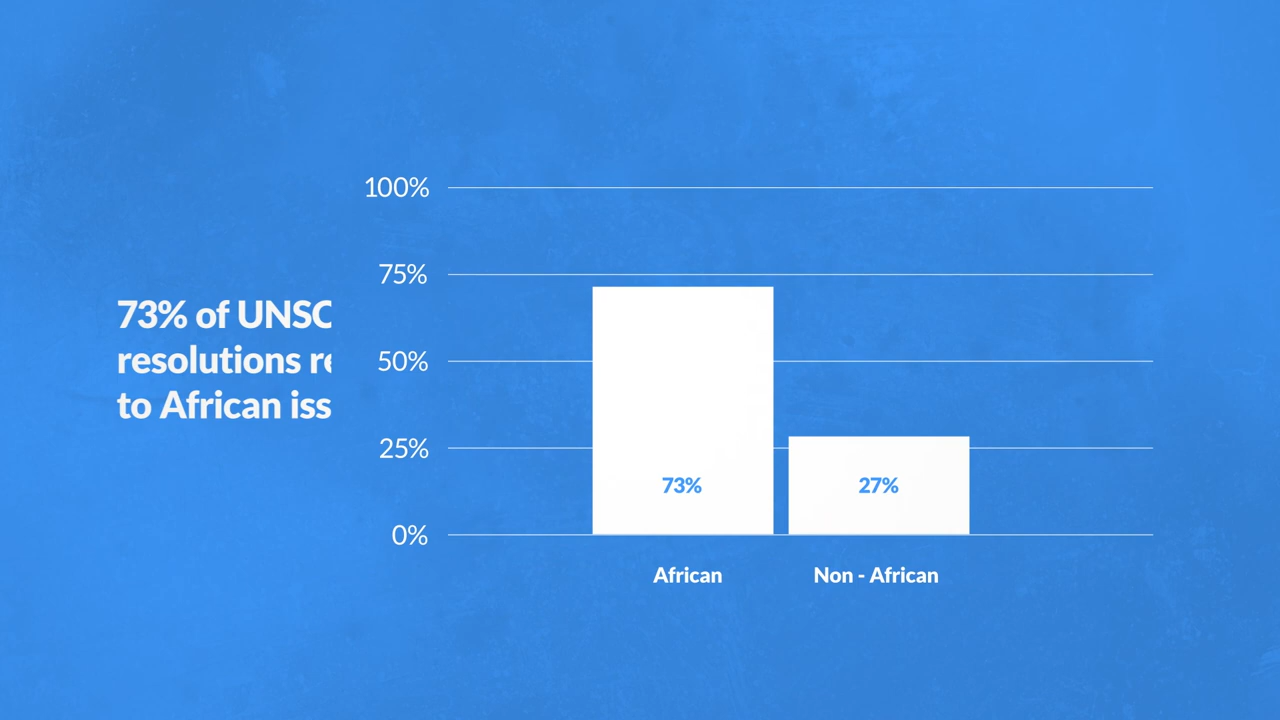 73% of UNSC
resolutions re
to African iss
100%
75%
50%
25%
0%
73%
27%
African
Non - African